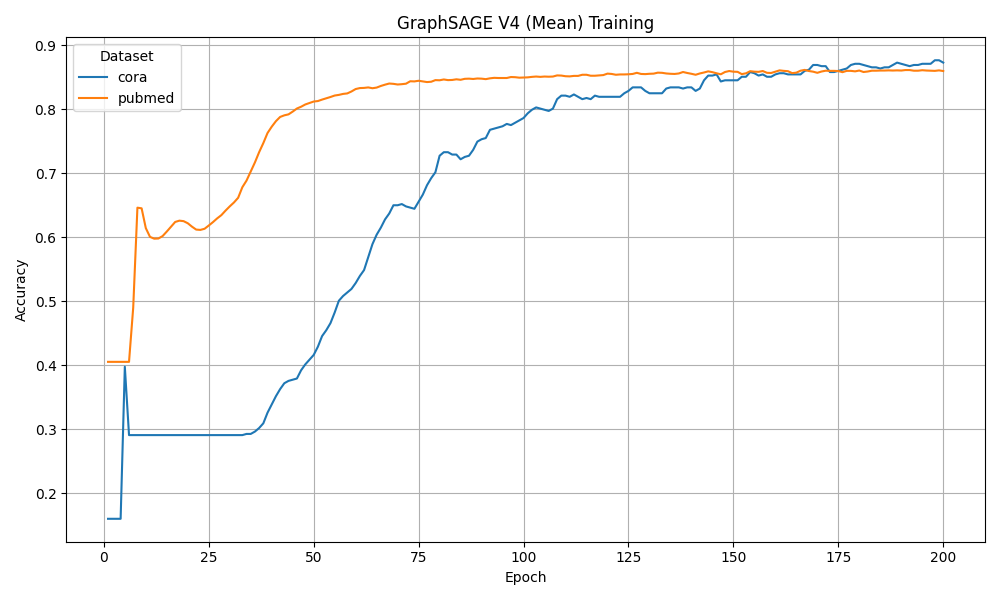 GraphSAGE V4 (Mean) Training
Dataset
cora
pubmed
Accuracy
0.9
0.8
0.7
0.6
0.5
0.4
0.3
0.2
0 25 50 75 100 125 150 175 200
Epoch